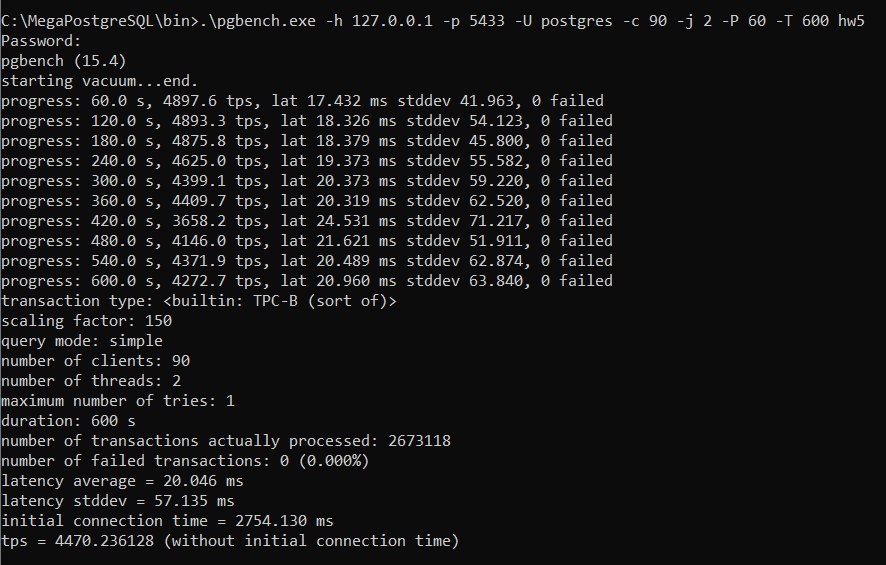 C:\MegaPostgreSQL\bin>.\pgbench.exe -h 127.0.0.1 -p 5433 -U postgres -c 90 -j 2 -P 60 -T 600 hw5
Password:
pgbench (15.4)
starting vacuum...end.
progress: 60.0 s, 4897.6 tps, lat 17.432 ms stddev 41.963, 0 failed
progress: 120.0 s, 4893.3 tps, lat 18.326 ms stddev 54.123, 0 failed
progress: 180.0 s, 4875.8 tps, lat 18.379 ms stddev 45.800, 0 failed
progress: 240.0 s, 4625.0 tps, lat 19.373 ms stddev 55.582, 0 failed
progress: 300.0 s, 4399.1 tps, lat 20.373 ms stddev 59.220, 0 failed
progress: 360.0 s, 4409.7 tps, lat 20.319 ms stddev 62.520, 0 failed
progress: 420.0 s, 3658.2 tps, lat 24.531 ms stddev 71.217, 0 failed
progress: 480.0 s, 4146.0 tps, lat 21.621 ms stddev 51.911, 0 failed
progress: 540.0 s, 4371.9 tps, lat 20.489 ms stddev 62.874, 0 failed
progress: 600.0 s, 4272.7 tps, lat 20.960 ms stddev 63.840, 0 failed
transaction type: <builtin: TPC-B (sort of)>
scaling factor: 150
query mode: simple
number of clients: 90
number of threads: 2
maximum number of tries: 1
duration: 600 s
number of transactions actually processed: 2673118
number of failed transactions: 0 (0.000%)
latency average = 20.046 ms
latency stddev = 57.135 ms
initial connection time = 2754.130 ms
tps = 4470.236128 (without initial connection time)